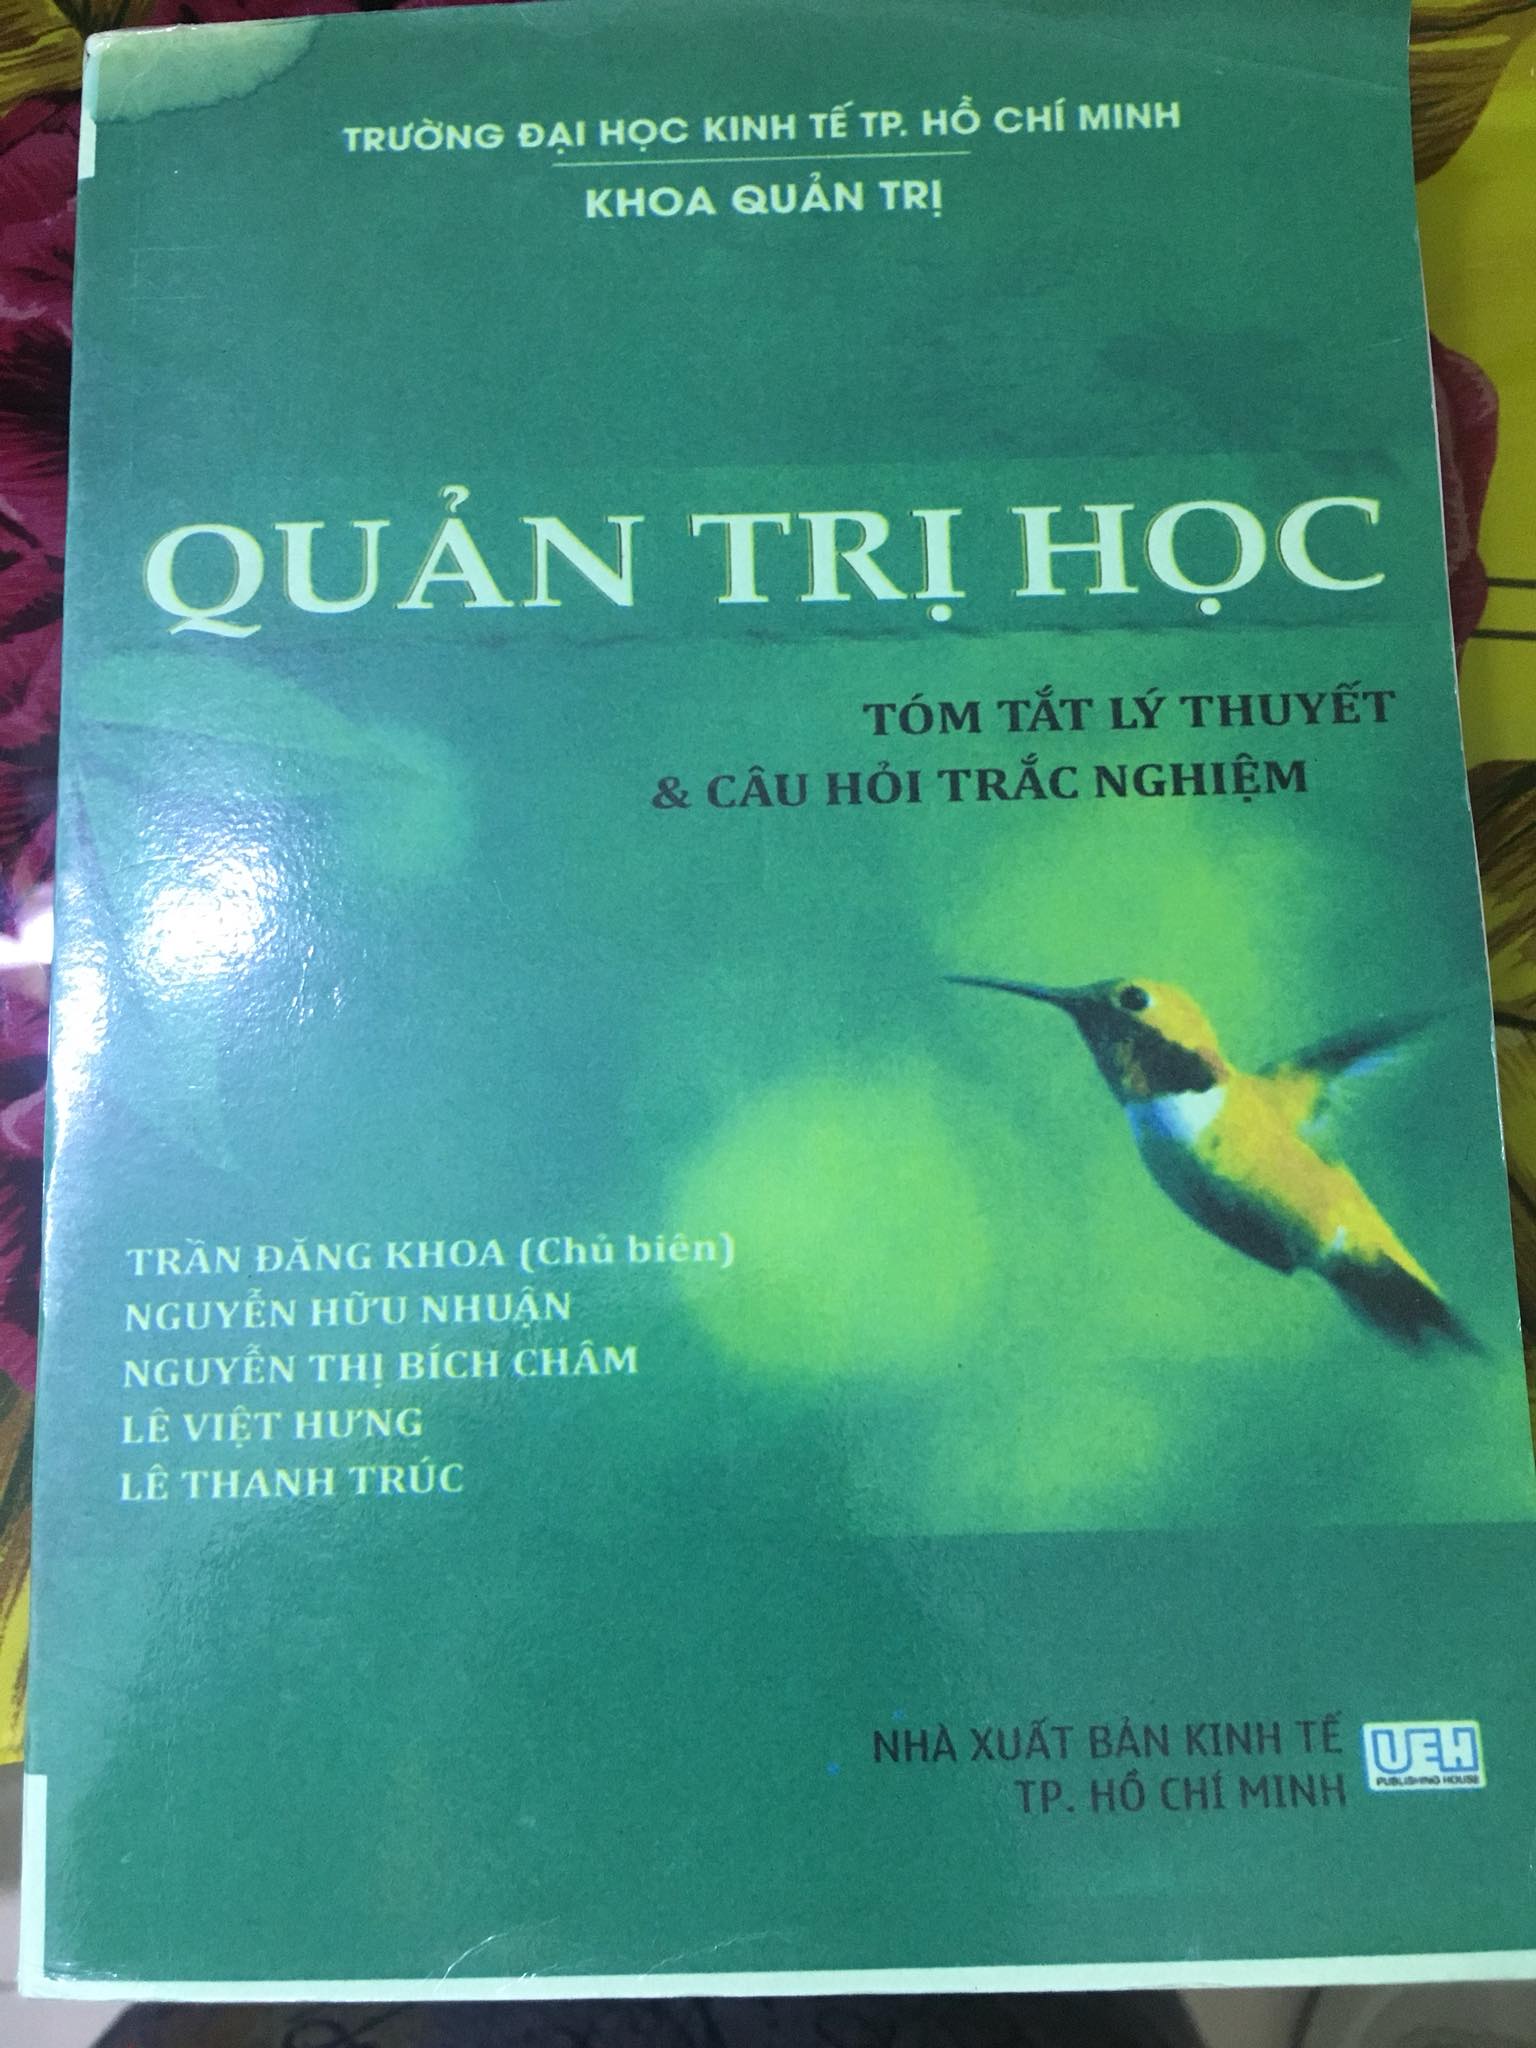 TRƯỜNG ĐẠI HỌC KINH TẾ TP. HỒ CHÍ MINH
KHOA QUẢN TRỊ
QUẢN TRỊ HỌC
TÓM TẮT LÝ THUYẾT
& CÂU HỎI TRẮC NGHIỆM
TRẦN ĐĂNG KHOA (Chủ biên)
NGUYỄN HỮU NHUẬN
NGUYỄN THỊ BÍCH CHÂM
LÊ VIỆT HƯNG
LÊ THANH TRÚC
NHÀ XUẤT BẢN KINH TẾ
TP. HỒ CHÍ MINH
UEH
PUBLISHING HOUSE